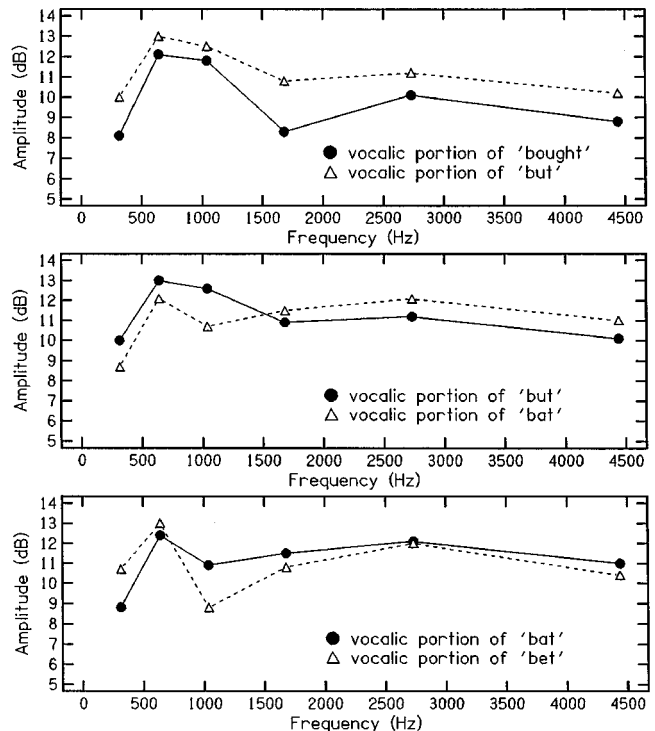 14
13
12
11
10
9
8
7
6
5
Amplitude (dB)
● vocalic portion of 'bought'
△ vocalic portion of 'but'
0 500 1000 1500 2000 2500 3000 3500 4000 4500
Frequency (Hz)
14
13
12
11
10
9
8
7
6
5
Amplitude (dB)
● vocalic portion of 'but'
△ vocalic portion of 'bat'
0 500 1000 1500 2000 2500 3000 3500 4000 4500
Frequency (Hz)
14
13
12
11
10
9
8
7
6
5
Amplitude (dB)
● vocalic portion of 'bat'
△ vocalic portion of 'bet'
0 500 1000 1500 2000 2500 3000 3500 4000 4500
Frequency (Hz)